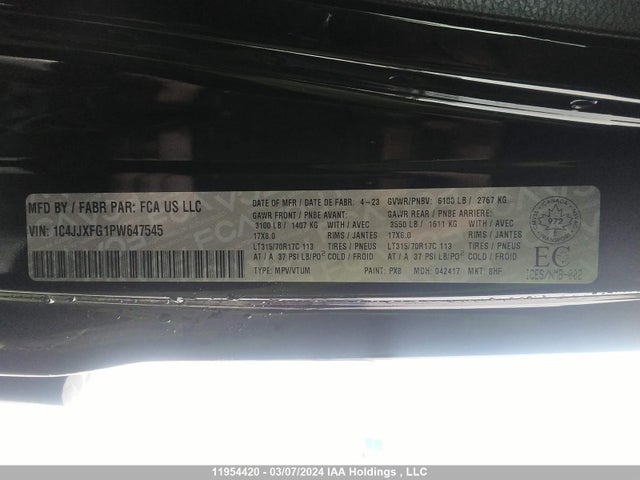 MFD BY / FABR PAR: FCA US LLC
VIN: 1C4JJXFG1PW647545
DATE OF MFR / DATE DE FABR: 4-23 GVWR/PNBV: 6100 LB / 2767 KG
GAWR FRONT / PNBE AVANT: GAWR REAR / PNBE ARRIERE:
3100 LB / 1407 KG WITH / AVEC 3550 LB / 1611 KG WITH / AVEC
17X8.0 RIMS / JANTES 17X8.0 RIMS / JANTES
LT315/70R17C 113 TIRES / PNEUS LT315/70R17C 113 TIRES / PNEUS
AT / A 37 PSI LB/PO² COLD / FROID AT / A 37 PSI LB/PO² COLD / FROID
TYPE: MPV/VTUM PAINT: PX8 MDH: 042417 MKT: BHF
CANADA
972
EC
ICES/NMB-002
11954420 - 03/07/2024 IAA Holdings , LLC